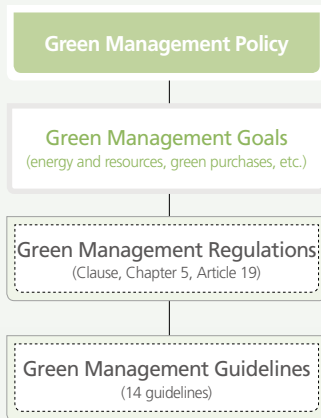 Green Management Policy
Green Management Goals
(energy and resources, green purchases, etc.)
Green Management Regulations
(Clause, Chapter 5, Article 19)
Green Management Guidelines
(14 guidelines)